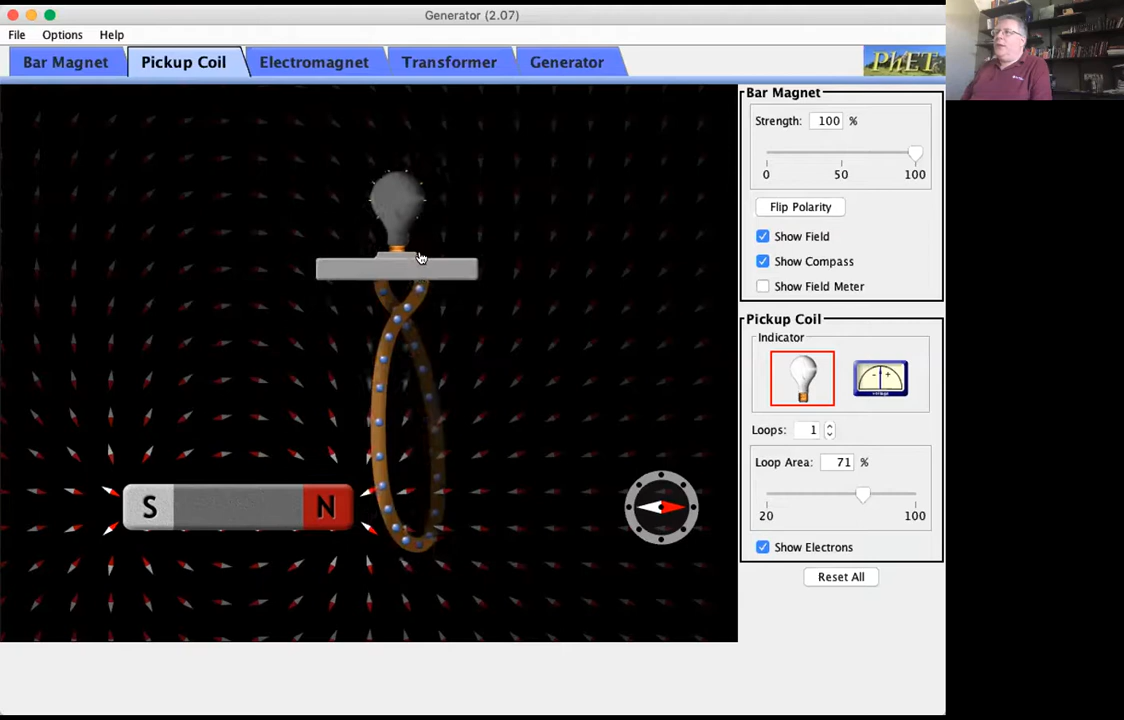 Generator (2.07)
File Options Help
Bar Magnet Pickup Coil Electromagnet Transformer Generator PhET
Bar Magnet
Strength: 100 %
0 50 100
Flip Polarity
Show Field
Show Compass
Show Field Meter
Pickup Coil
Indicator
- +
voltage
Loops: 1
Loop Area: 71 %
20 100
Show Electrons
Reset All
S N